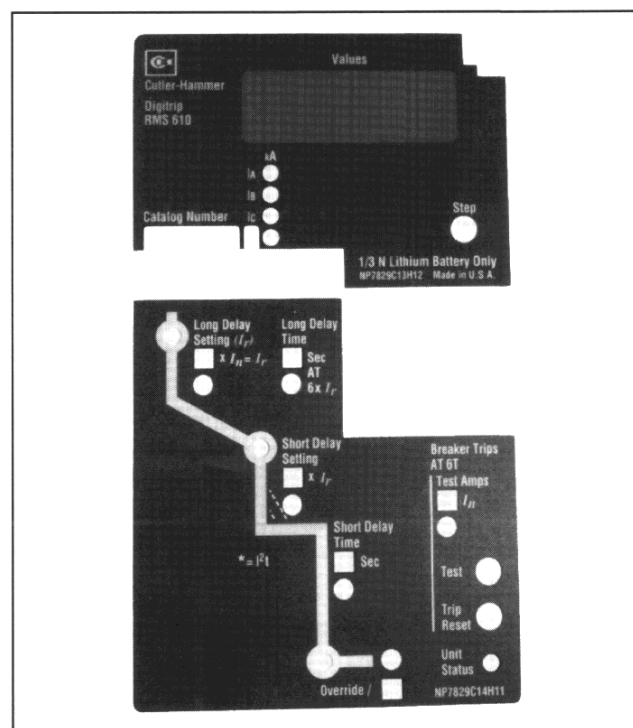 Values
Cutler-Hammer
Digitrip
RMS 610
kA
IA
IB
IC
Catalog Number
Step
1/3 N Lithium Battery Only
NP7829C13H12 Made in U.S.A.
Long Delay
Setting (Ir)
x In = Ir
Long Delay
Time
Sec
AT
6x Ir
Short Delay
Setting
x Ir
Breaker Trips
AT 6T
Test Amps
In
Short Delay
Time
Sec
* = I²t
Test
Trip
Reset
Unit
Status
Override /
NP7829C14H11